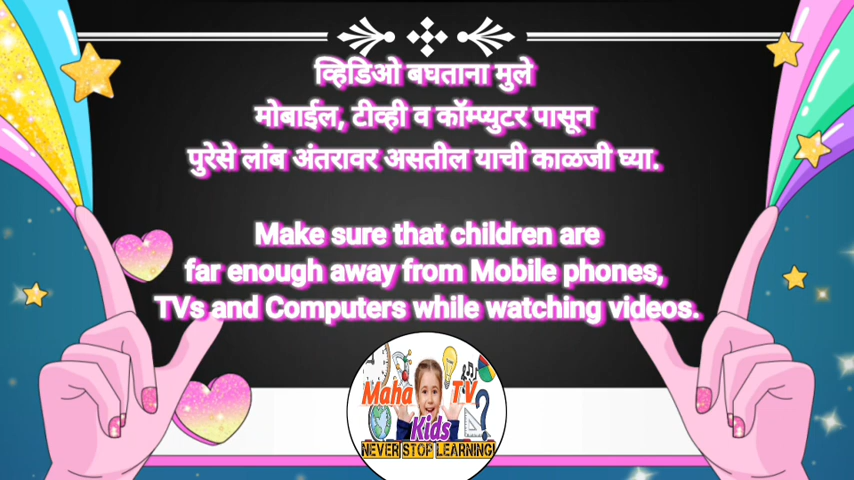 व्हिडिओ बघताना मुले
मोबाईल, टीव्ही व कॉम्प्युटर पासून
पुरेसे लांब अंतरावर असतील याची काळजी घ्या.
Make sure that children are
far enough away from Mobile phones,
TVs and Computers while watching videos.
Maha TV
Kids
NEVER STOP LEARNING!